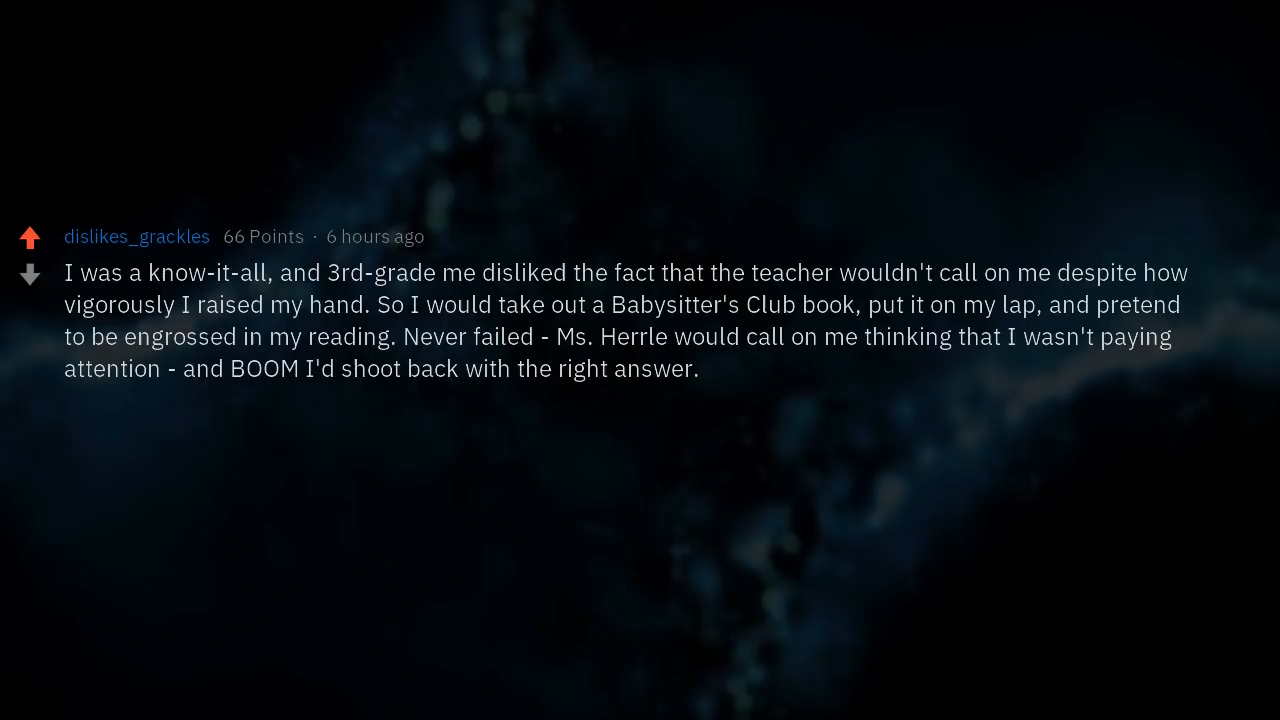 dislikes_grackles 66 Points · 6 hours ago
I was a know-it-all, and 3rd-grade me disliked the fact that the teacher wouldn't call on me despite how
vigorously I raised my hand. So I would take out a Babysitter's Club book, put it on my lap, and pretend
to be engrossed in my reading. Never failed - Ms. Herrle would call on me thinking that I wasn't paying
attention - and BOOM I'd shoot back with the right answer.